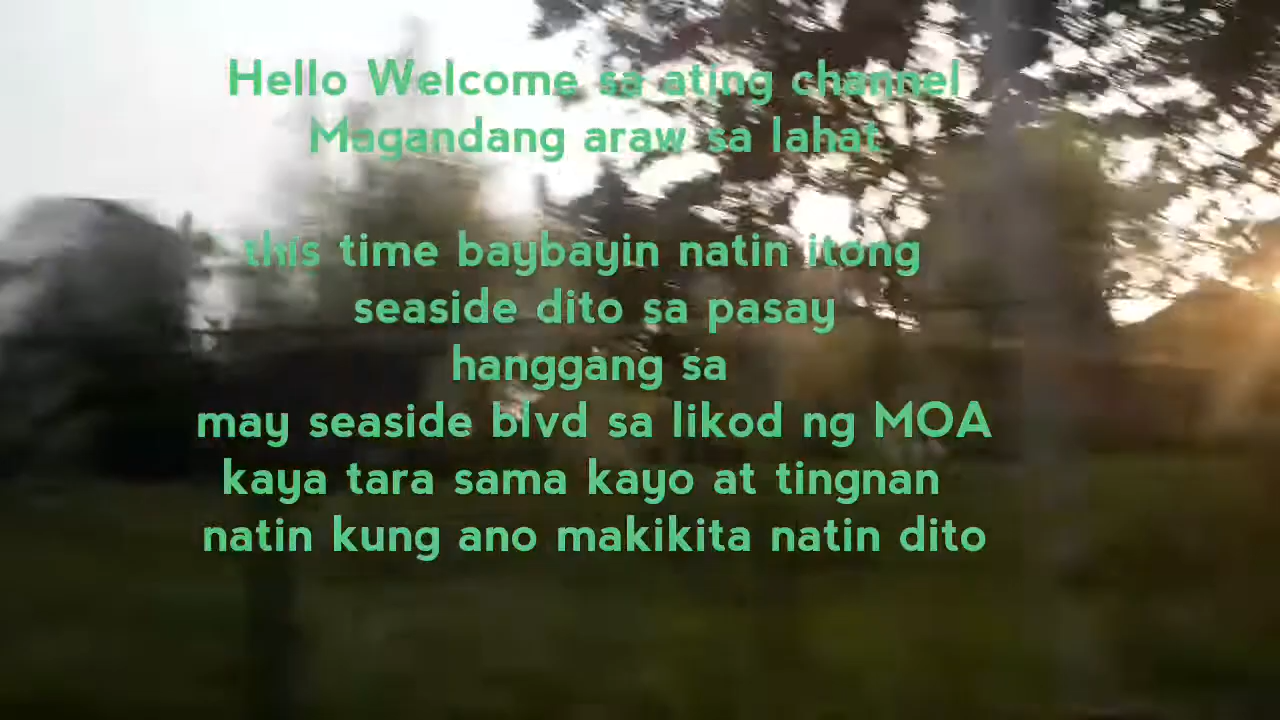 Hello Welcome sa ating channel
Magandang araw sa lahat
this time baybayin natin itong
seaside dito sa pasay
hanggang sa
may seaside blvd sa likod ng MOA
kaya tara sama kayo at tingnan
natin kung ano makikita natin dito